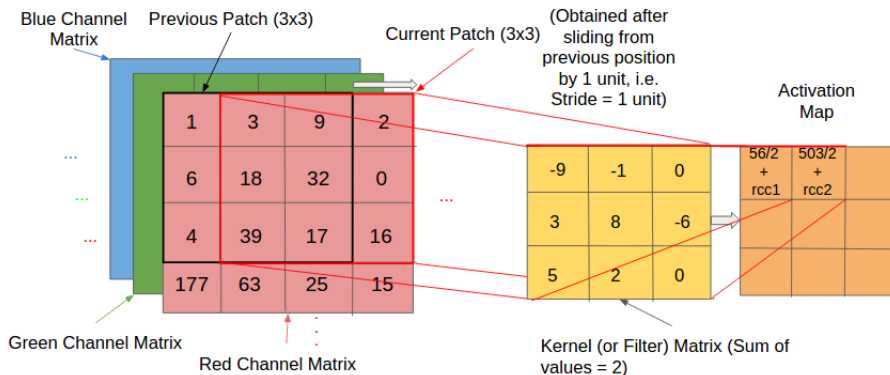 Blue Channel
Matrix
Previous Patch (3x3)
Current Patch (3x3)
(Obtained after
sliding from
previous position
by 1 unit, i.e.
Stride = 1 unit)
Activation
Map
1 3 9 2
6 18 32 0
4 39 17 16
177 63 25 15
...
...
...
...
-9 -1 0
3 8 -6
5 2 0
56/2 503/2
+ +
rcc1 rcc2
Green Channel Matrix
Red Channel Matrix
Kernel (or Filter) Matrix (Sum of
values = 2)